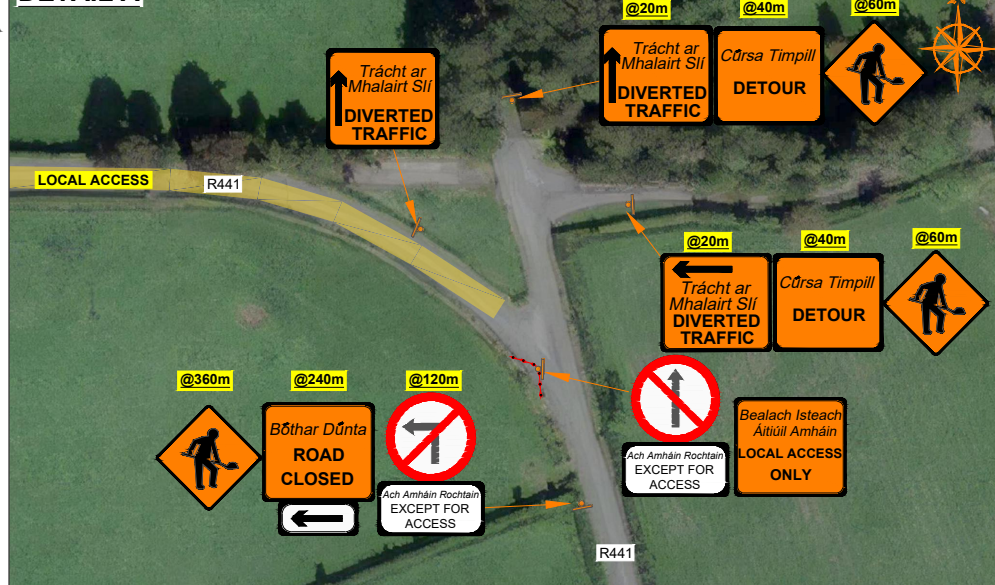 @20m
@40m
@60m
Trácht ar
Mhalairt Slí
DIVERTED
TRAFFIC
Trácht ar
Mhalairt Slí
DIVERTED
TRAFFIC
Cúrsa Timpill
DETOUR
LOCAL ACCESS
R441
@20m
@40m
@60m
Trácht ar
Mhalairt Slí
DIVERTED
TRAFFIC
Cúrsa Timpill
DETOUR
@360m
@240m
@120m
Bóthar Dúnta
ROAD
CLOSED
Ach Amháin Rochtain
EXCEPT FOR
ACCESS
Ach Amháin Rochtain
EXCEPT FOR
ACCESS
Bealach Isteach
Áitiúil Amháin
LOCAL ACCESS
ONLY
R441